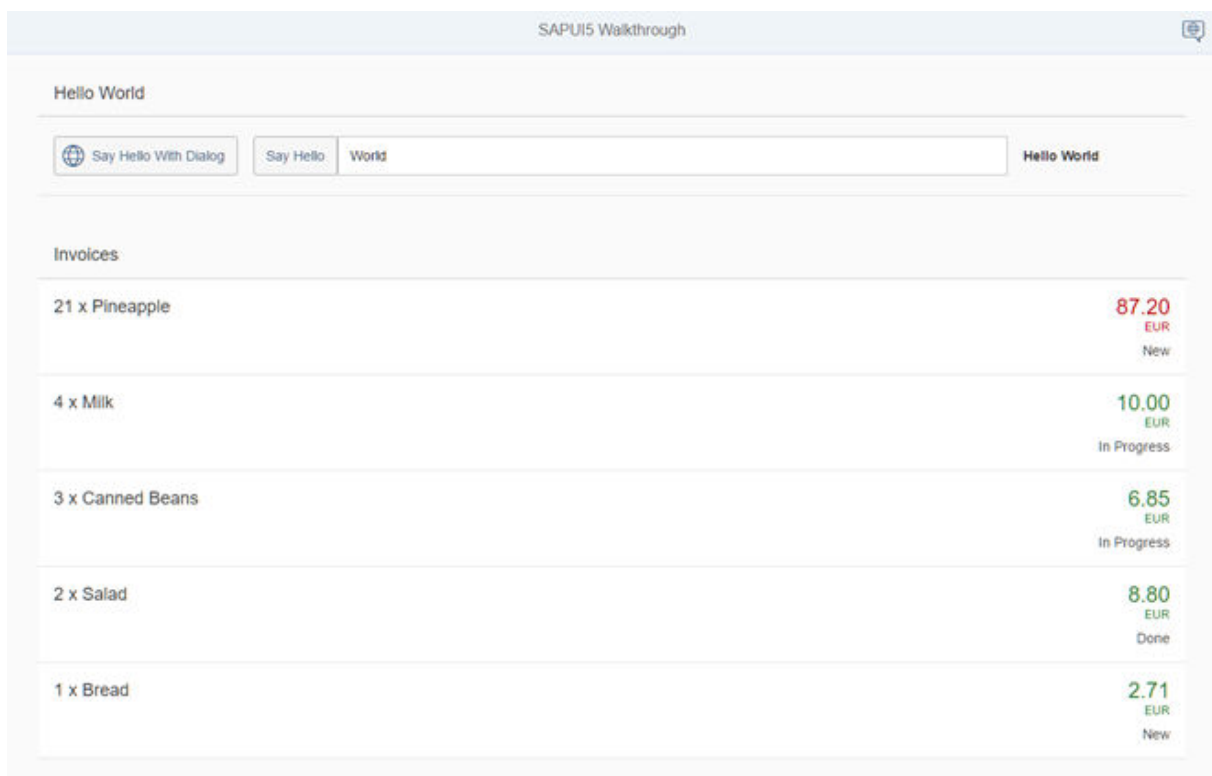 SAPUI5 Walkthrough
Hello World
Say Hello With Dialog
Say Hello
World
Hello World
Invoices
21 x Pineapple
87.20
EUR
New
4 x Milk
10.00
EUR
In Progress
3 x Canned Beans
6.85
EUR
In Progress
2 x Salad
8.80
EUR
Done
1 x Bread
2.71
EUR
New